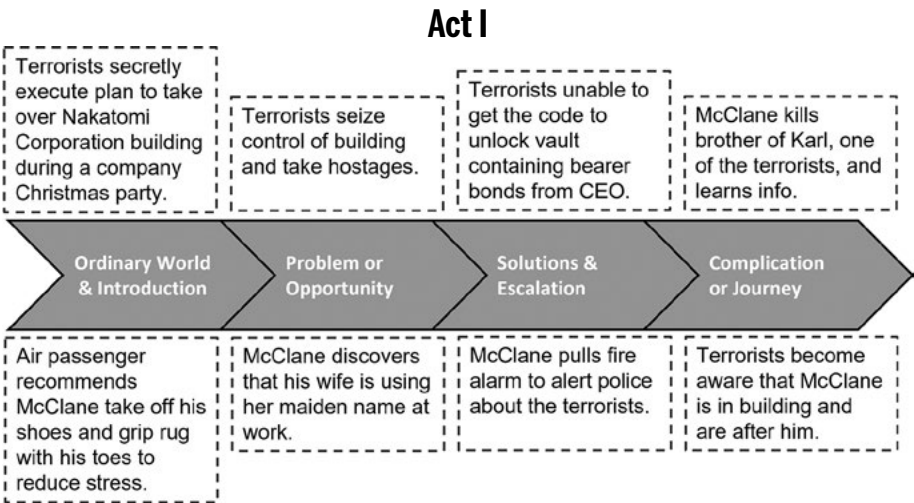 Act I
Terrorists secretly
execute plan to take
over Nakatomi
Corporation building
during a company
Christmas party.
Terrorists seize
control of building
and take hostages.
Terrorists unable to
get the code to
unlock vault
containing bearer
bonds from CEO.
McClane kills
brother of Karl, one
of the terrorists, and
learns info.
Ordinary World
& Introduction
Problem or
Opportunity
Solutions &
Escalation
Complication
or Journey
Air passenger
recommends
McClane take off his
shoes and grip rug
with his toes to
reduce stress.
McClane discovers
that his wife is using
her maiden name at
work.
McClane pulls fire
alarm to alert police
about the terrorists.
Terrorists become
aware that McClane
is in building and
are after him.